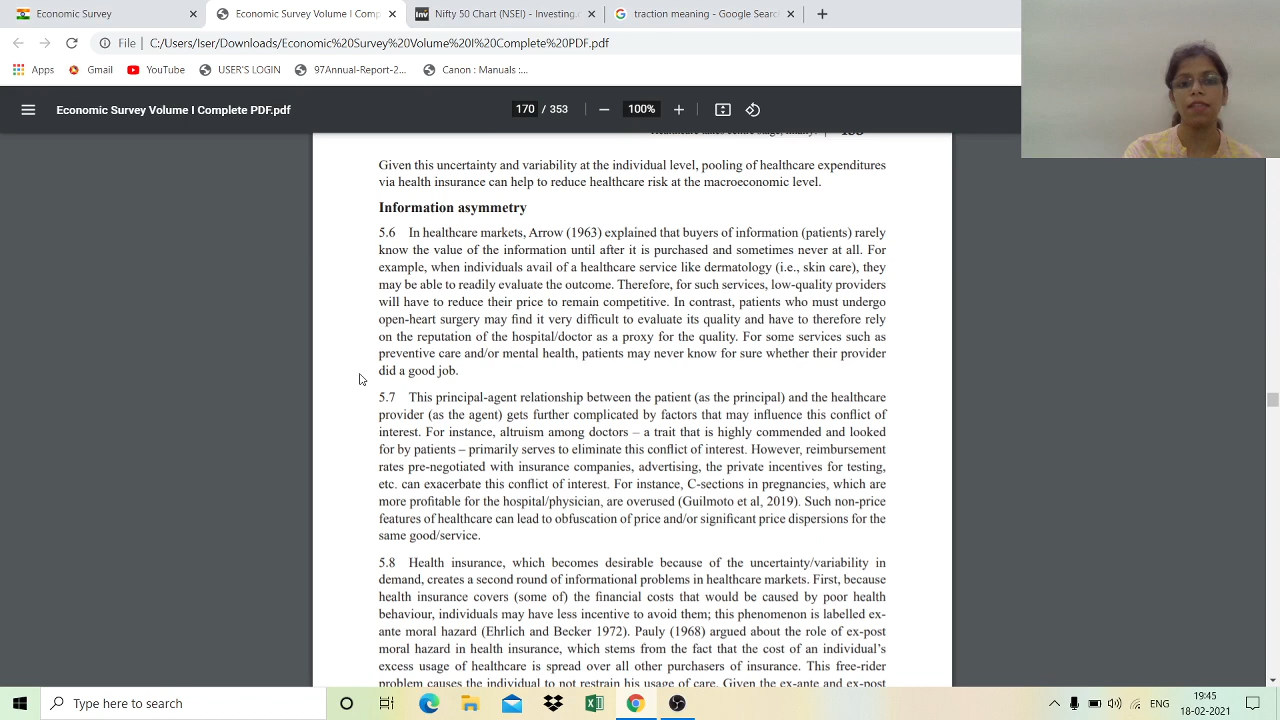 Economic Survey
Economic Survey Volume I Comp
Nifty 50 Chart (NSEI) - Investing.c
traction meaning - Google Search
File
C:/Volumes/Iser/Downloads/Economic%20Survey%20Volume%20I%20Complete%20PDF.pdf
Apps
Gmail
YouTube
USER'S LOGIN
97Annual-Report-2...
Canon : Manuals :...
Economic Survey Volume I Complete PDF.pdf
170 / 353
100%
Given this uncertainty and variability at the individual level, pooling of healthcare expenditures
via health insurance can help to reduce healthcare risk at the macroeconomic level.
Information asymmetry
5.6 In healthcare markets, Arrow (1963) explained that buyers of information (patients) rarely
know the value of the information until after it is purchased and sometimes never at all. For
example, when individuals avail of a healthcare service like dermatology (i.e., skin care), they
may be able to readily evaluate the outcome. Therefore, for such services, low-quality providers
will have to reduce their price to remain competitive. In contrast, patients who must undergo
open-heart surgery may find it very difficult to evaluate its quality and have to therefore rely
on the reputation of the hospital/doctor as a proxy for the quality. For some services such as
preventive care and/or mental health, patients may never know for sure whether their provider
did a good job.
5.7 This principal-agent relationship between the patient (as the principal) and the healthcare
provider (as the agent) gets further complicated by factors that may influence this conflict of
interest. For instance, altruism among doctors – a trait that is highly commended and looked
for by patients – primarily serves to eliminate this conflict of interest. However, reimbursement
rates pre-negotiated with insurance companies, advertising, the private incentives for testing,
etc. can exacerbate this conflict of interest. For instance, C-sections in pregnancies, which are
more profitable for the hospital/physician, are overused (Guilmoto et al, 2019). Such non-price
features of healthcare can lead to obfuscation of price and/or significant price dispersions for the
same good/service.
5.8 Health insurance, which becomes desirable because of the uncertainty/variability in
demand, creates a second round of informational problems in healthcare markets. First, because
health insurance covers (some of) the financial costs that would be caused by poor health
behaviour, individuals may have less incentive to avoid them; this phenomenon is labelled ex-
ante moral hazard (Ehrlich and Becker 1972). Pauly (1968) argued about the role of ex-post
moral hazard in health insurance, which stems from the fact that the cost of an individual's
excess usage of healthcare is spread over all other purchasers of insurance. This free-rider
problem causes the individual to not restrain his usage of care. Given the ex-ante and ex-post
Type here to search
ENG
19:45
18-02-2021